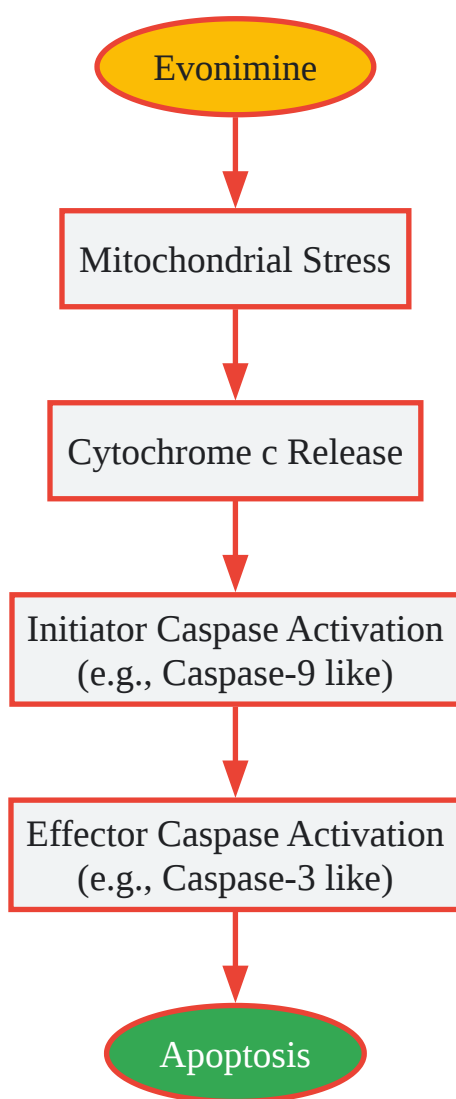 Evonimine
Mitochondrial Stress
Cytochrome c Release
Initiator Caspase Activation
(e.g., Caspase-9 like)
Effector Caspase Activation
(e.g., Caspase-3 like)
Apoptosis